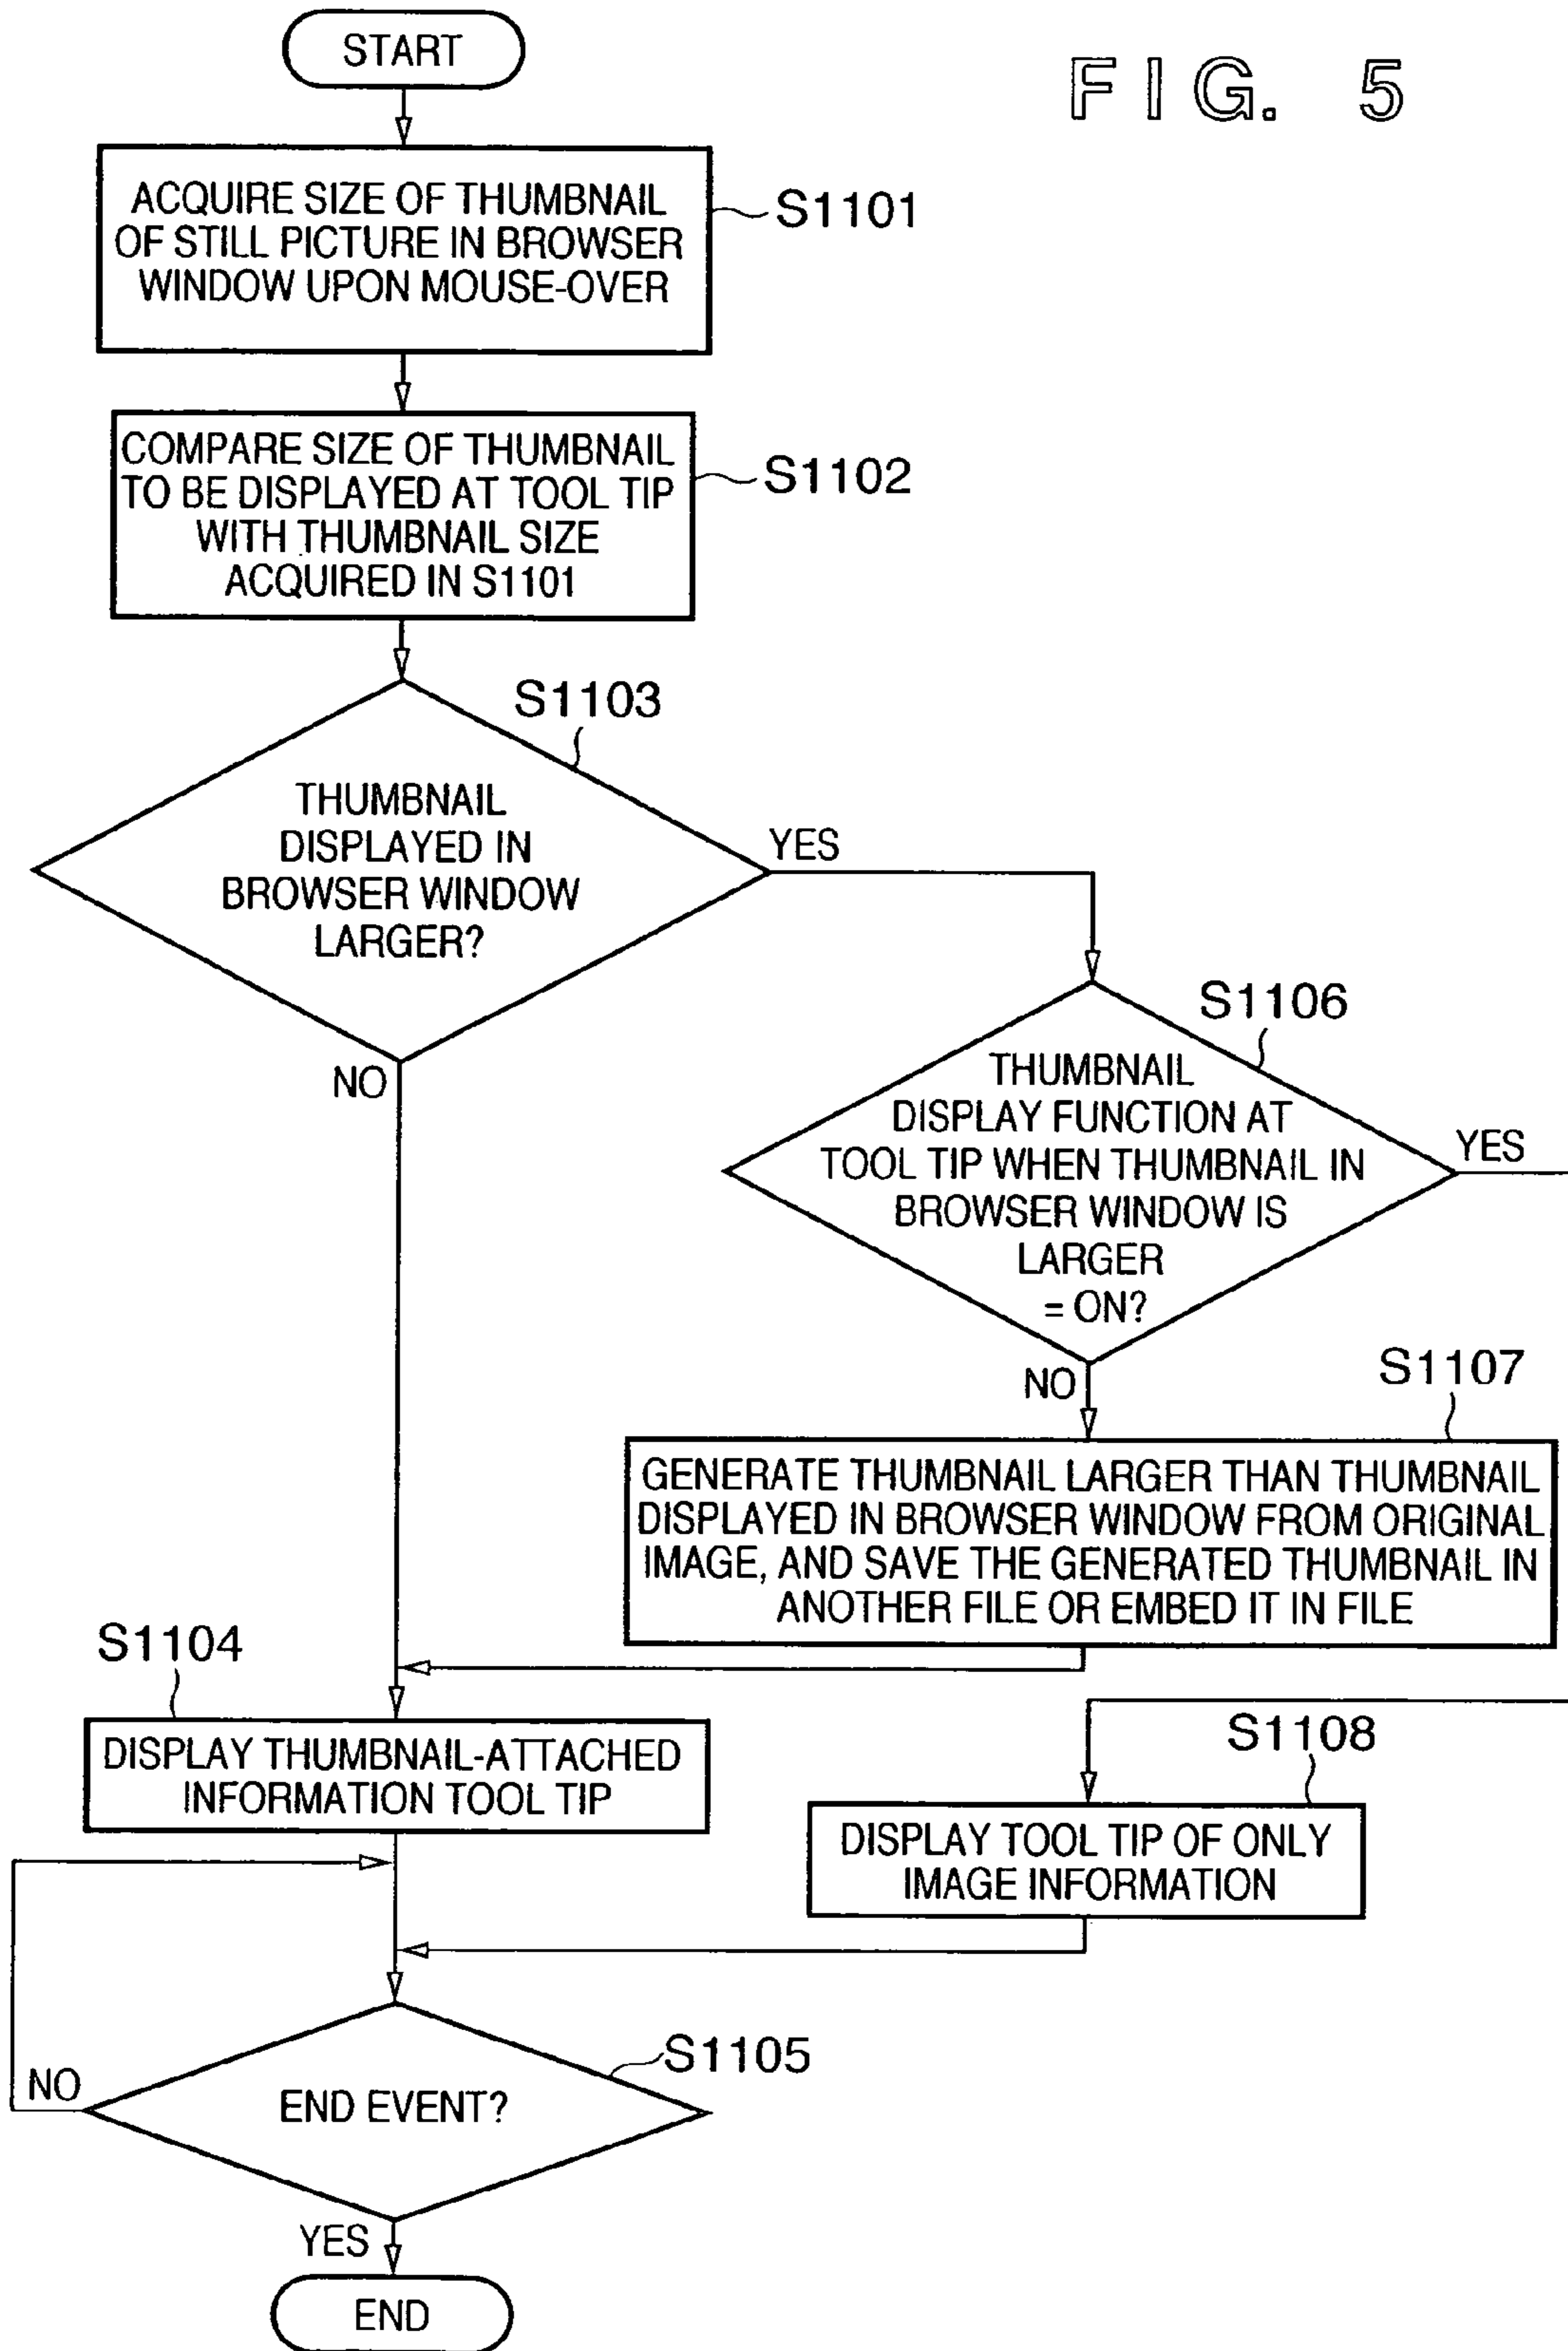 START
FIG. 5
ACQUIRE SIZE OF THUMBNAIL
OF STILL PICTURE IN BROWSER
WINDOW UPON MOUSE-OVER
S1101
COMPARE SIZE OF THUMBNAIL
TO BE DISPLAYED AT TOOL TIP
WITH THUMBNAIL SIZE
ACQUIRED IN S1101
S1102
S1103
THUMBNAIL
DISPLAYED IN
BROWSER WINDOW
LARGER?
YES
NO
S1106
THUMBNAIL
DISPLAY FUNCTION AT
TOOL TIP WHEN THUMBNAIL IN
BROWSER WINDOW IS
LARGER
= ON?
YES
NO
S1107
GENERATE THUMBNAIL LARGER THAN THUMBNAIL
DISPLAYED IN BROWSER WINDOW FROM ORIGINAL
IMAGE, AND SAVE THE GENERATED THUMBNAIL IN
ANOTHER FILE OR EMBED IT IN FILE
S1104
DISPLAY THUMBNAIL-ATTACHED
INFORMATION TOOL TIP
S1108
DISPLAY TOOL TIP OF ONLY
IMAGE INFORMATION
S1105
END EVENT?
NO
YES
END